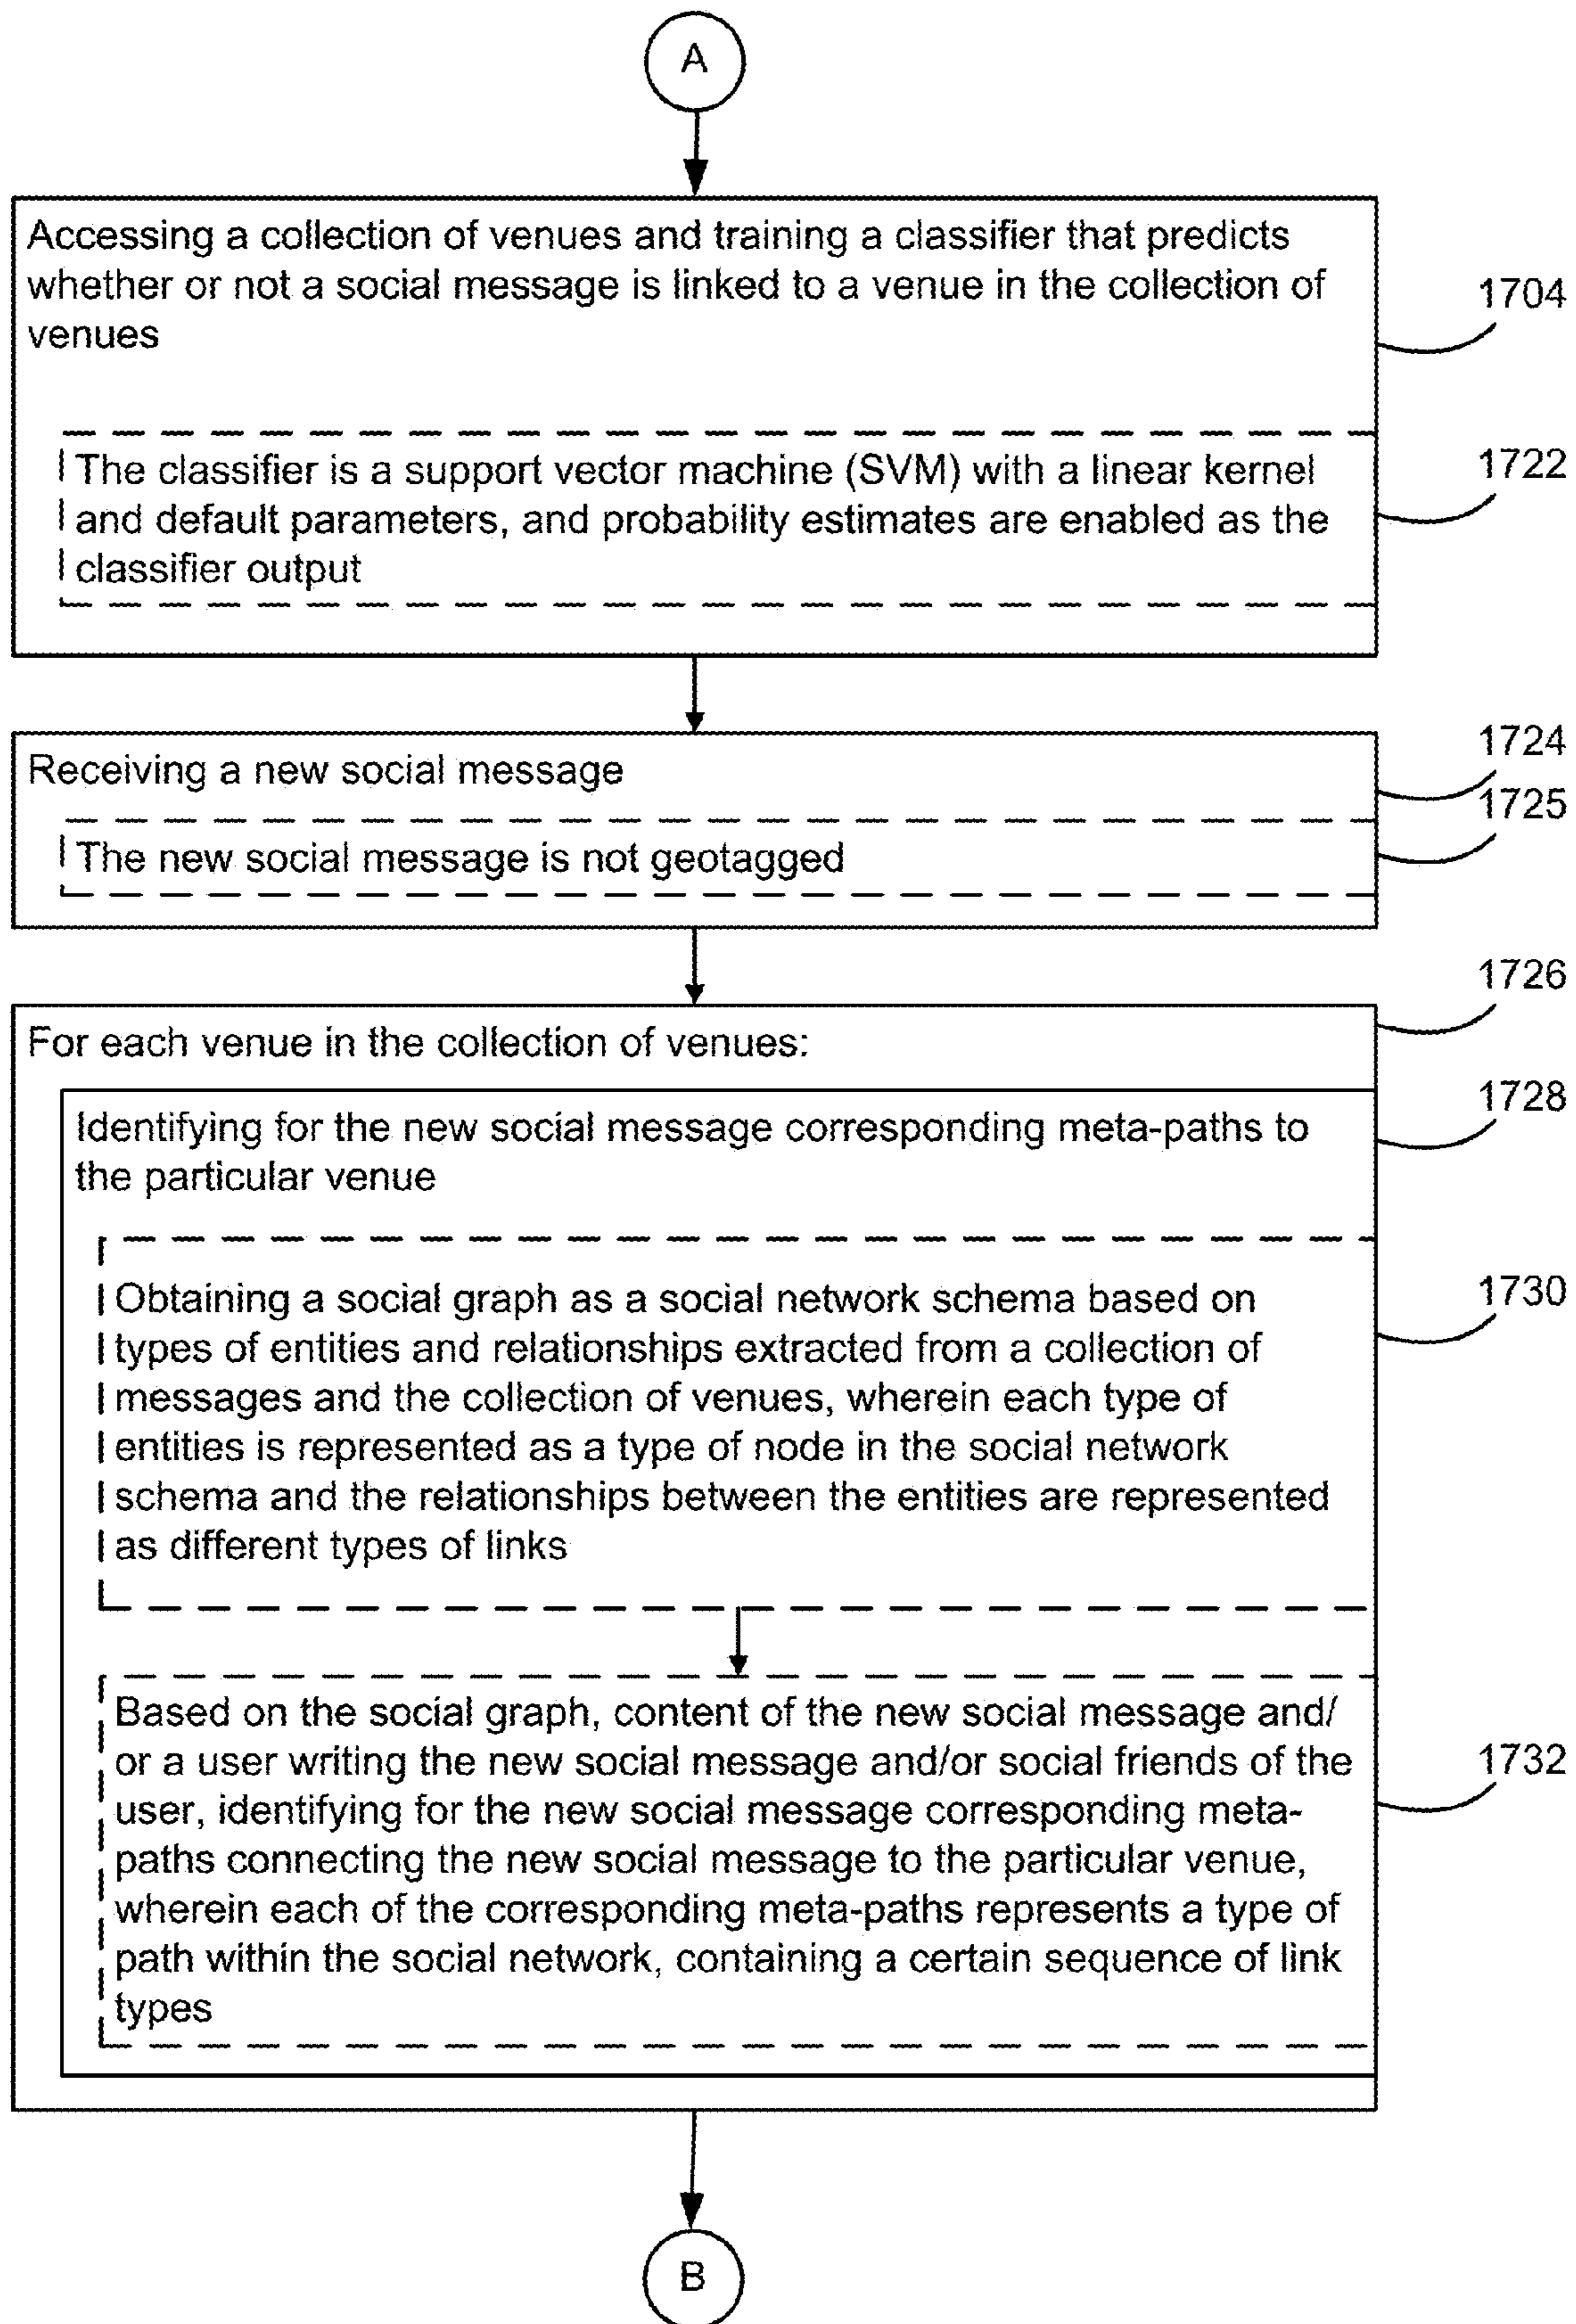 A
Accessing a collection of venues and training a classifier that predicts
whether or not a social message is linked to a venue in the collection of
venues
1704
The classifier is a support vector machine (SVM) with a linear kernel
and default parameters, and probability estimates are enabled as the
classifier output
1722
Receiving a new social message
1724
The new social message is not geotagged
1725
For each venue in the collection of venues:
1726
Identifying for the new social message corresponding meta-paths to
the particular venue
1728
Obtaining a social graph as a social network schema based on
types of entities and relationships extracted from a collection of
messages and the collection of venues, wherein each type of
entities is represented as a type of node in the social network
schema and the relationships between the entities are represented
as different types of links
1730
Based on the social graph, content of the new social message and/
or a user writing the new social message and/or social friends of the
user, identifying for the new social message corresponding meta-
paths connecting the new social message to the particular venue,
wherein each of the corresponding meta-paths represents a type of
path within the social network, containing a certain sequence of link
types
1732
B